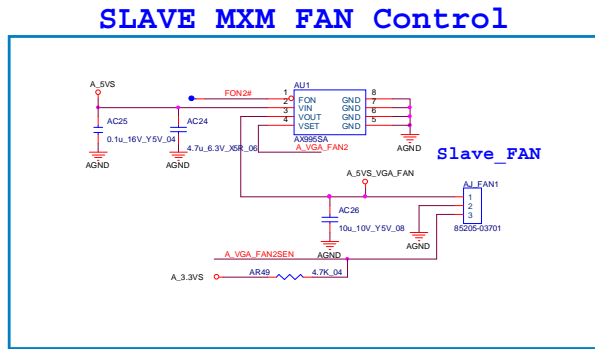 SLAVE MXM FAN Control
A_5VS
FON2#
AU1
1 FON GND 8
2 VIN GND 7
3 VOUT GND 6
4 VSET GND 5
AX995SA
AC25
0.1u_16V_Y5V_04
AC24
4.7u_6.3V_X5R_06
AGND
AGND
AGND
A_VGA_FAN2
Slave_FAN
A_5VS_VGA_FAN
AJ_FAN1
1
2
3
85205-03701
AC26
10u_10V_Y5V_08
AGND
AGND
A_VGA_FAN2SEN
A_3.3VS
AR49
4.7K_04